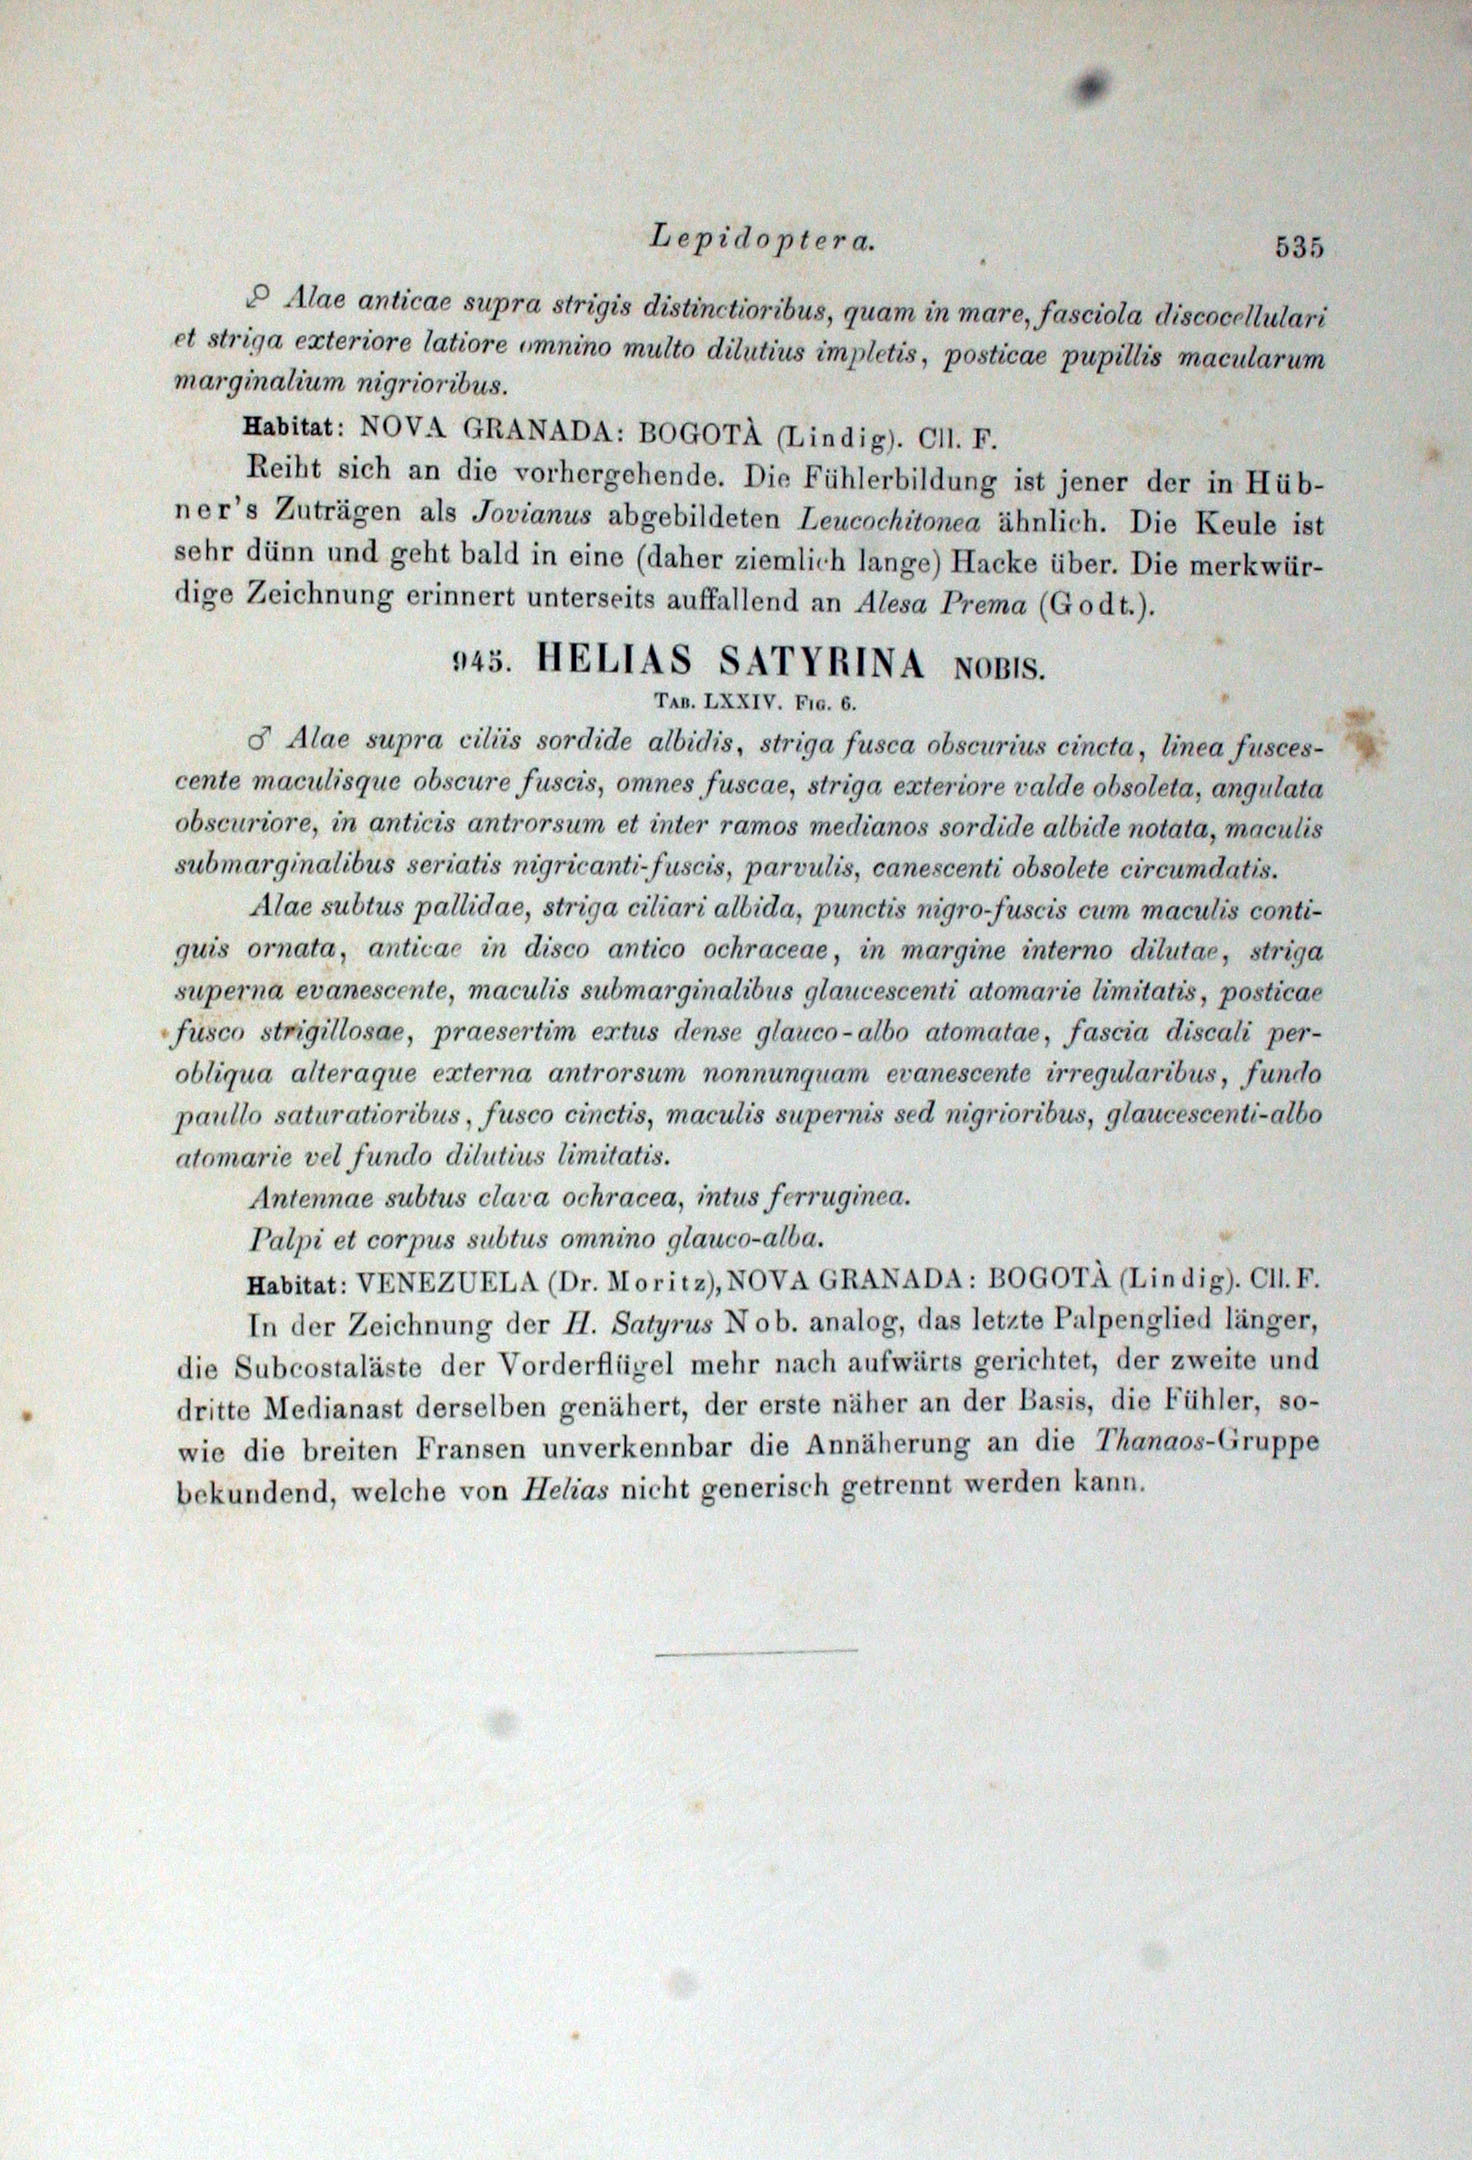 Lepidoptera. 535
♀ Alae anticae supra strigis distinctioribus, quam in mare, fasciola discocellulari
et striga exteriore latiore omnino multo dilutius impletis, posticae pupillis macularum
marginalium nigrioribus.
Habitat: NOVA GRANADA: BOGOTÀ (Lindig). Cll. F.
Reiht sich an die vorhergehende. Die Fühlerbildung ist jener der in Hüb-
ner's Zuträgen als Jovianus abgebildeten Leucochitonea ähnlich. Die Keule ist
sehr dünn und geht bald in eine (daher ziemlich lange) Hacke über. Die merkwür-
dige Zeichnung erinnert unterseits auffallend an Alesa Prema (Godt.).
945. HELIAS SATYRINA NOBIS.
TAB. LXXIV. FIG. 6.
♂ Alae supra ciliis sordide albidis, striga fusca obscurius cincta, linea fusces-
cente maculisque obscure fuscis, omnes fuscae, striga exteriore valde obsoleta, angulata
obscuriore, in anticis antrorsum et inter ramos medianos sordide albide notata, maculis
submarginalibus seriatis nigricanti-fuscis, parvulis, canescenti obsolete circumdatis.
Alae subtus pallidae, striga ciliari albida, punctis nigro-fuscis cum maculis conti-
guis ornata, anticae in disco antico ochraceae, in margine interno dilutae, striga
superna evanescente, maculis submarginalibus glaucescenti atomarie limitatis, posticae
fusco strigillosae, praesertim extus dense glauco-albo atomatae, fascia discali per-
obliqua alteraque externa antrorsum nonnunquam evanescente irregularibus, fundo
paullo saturatioribus, fusco cinctis, maculis supernis sed nigrioribus, glaucescenti-albo
atomarie vel fundo dilutius limitatis.
Antennae subtus clava ochracea, intus ferruginea.
Palpi et corpus subtus omnino glauco-alba.
Habitat: VENEZUELA (Dr. Moritz), NOVA GRANADA: BOGOTÀ (Lindig). Cll. F.
In der Zeichnung der H. Satyrus Nob. analog, das letzte Palpenglied länger,
die Subcostaläste der Vorderflügel mehr nach aufwärts gerichtet, der zweite und
dritte Medianast derselben genähert, der erste näher an der Basis, die Fühler, so-
wie die breiten Fransen unverkennbar die Annäherung an die Thanaos-Gruppe
bekundend, welche von Helias nicht generisch getrennt werden kann.